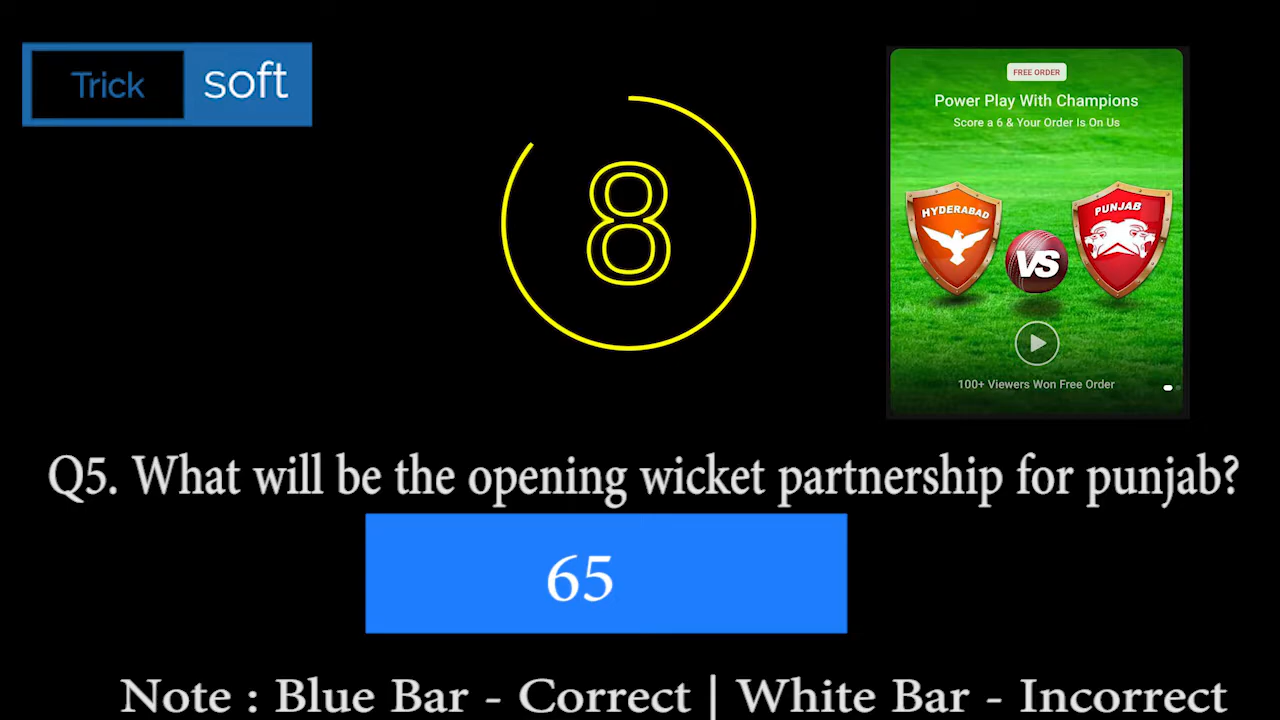 Trick soft
8
FREE ORDER
Power Play With Champions
Score a 6 & Your Order Is On Us
HYDERABAD
VS
PUNJAB
100+ Viewers Won Free Order
Q5. What will be the opening wicket partnership for punjab?
65
Note : Blue Bar - Correct | White Bar - Incorrect